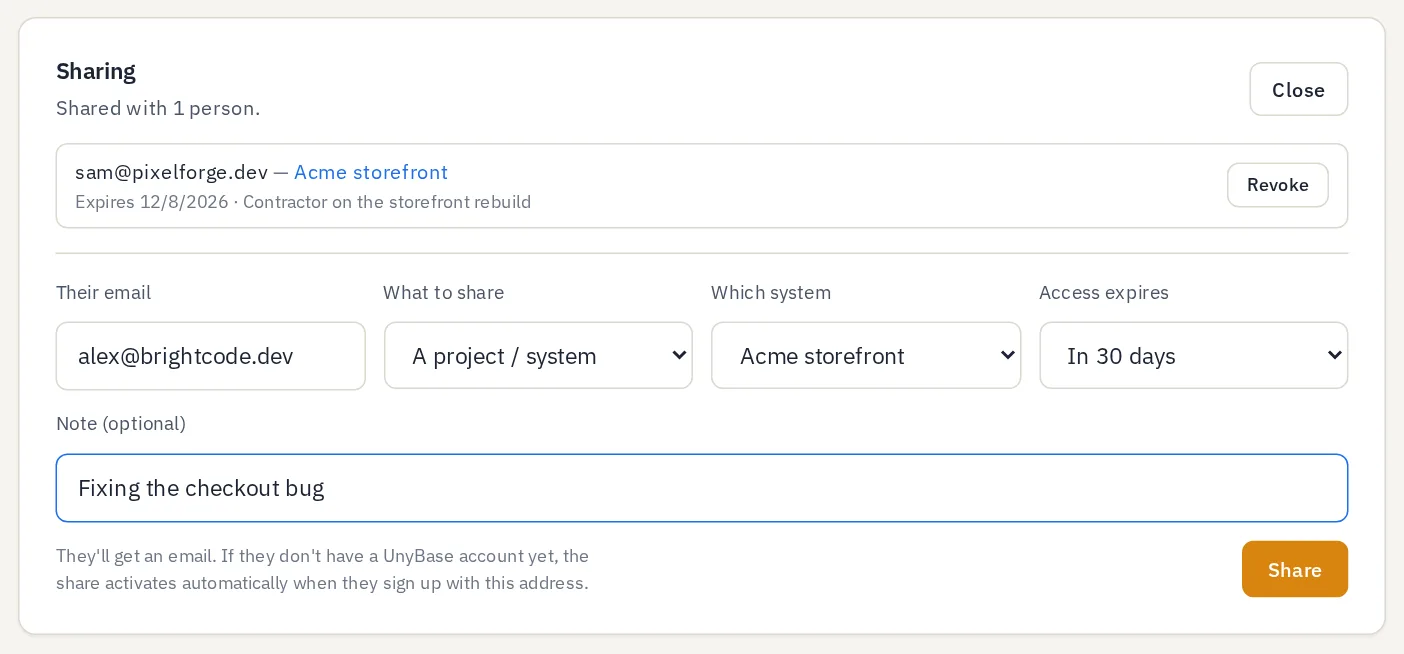 Sharing
Shared with 1 person.
Close
sam@pixelforge.dev — Acme storefront
Expires 12/8/2026 · Contractor on the storefront rebuild
Revoke
Their email
What to share
Which system
Access expires
alex@brightcode.dev
A project / system
Acme storefront
In 30 days
Note (optional)
Fixing the checkout bug
They'll get an email. If they don't have a UnyBase account yet, the
share activates automatically when they sign up with this address.
Share